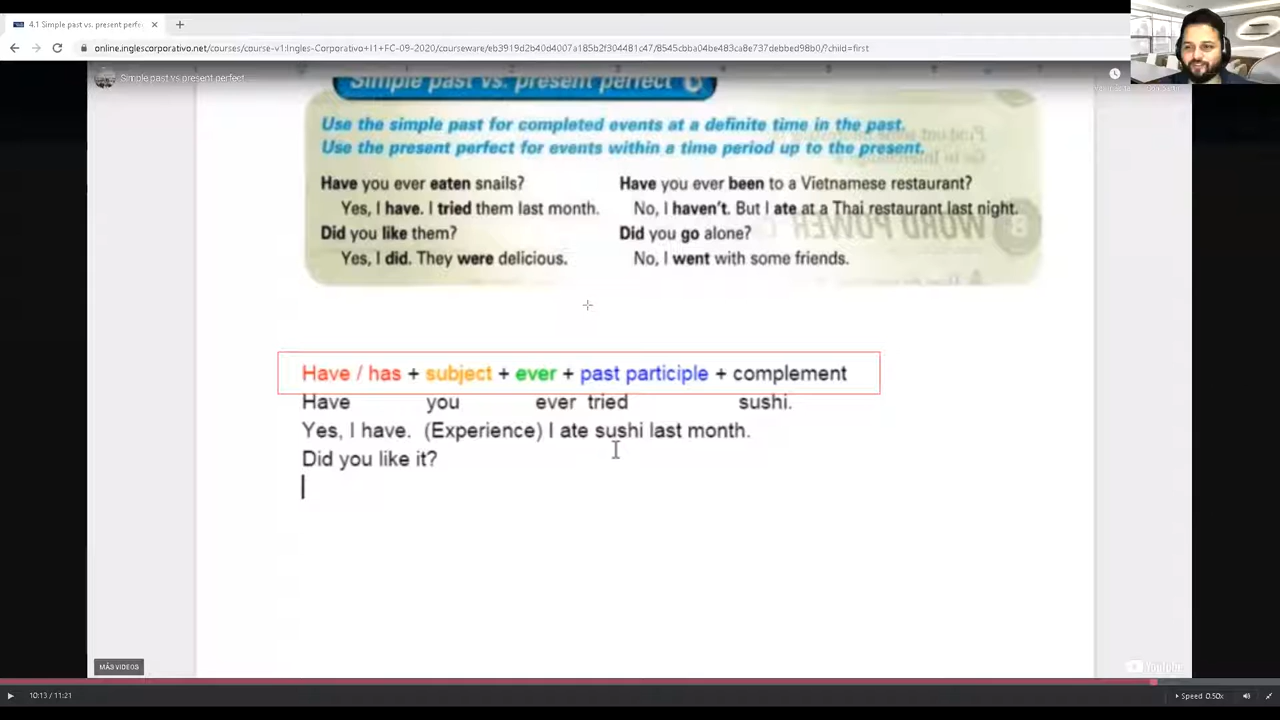 4.1 Simple past vs. present perfe
online.inglescorporativo.net/courses/course-v1:Ingles-Corporativo+I1+FC-09-2020/courseware/
Simple past vs present perfect ...
Simple past vs. present perfect
Use the simple past for completed events at a definite time in the past.
Use the present perfect for events within a time period up to the present.
Have you ever eaten snails?
Yes, I have. I tried them last month.
Did you like them?
Yes, I did. They were delicious.
Have you ever been to a Vietnamese restaurant?
No, I haven't. But I ate at a Thai restaurant last night.
Did you go alone?
No, I went with some friends.
WORD POWER
Have / has + subject + ever + past participle + complement
Have you ever tried sushi.
Yes, I have. (Experience) I ate sushi last month.
Did you like it?
MÁS VIDEOS
YouTube
10:13 / 11:21
Speed 0.50x